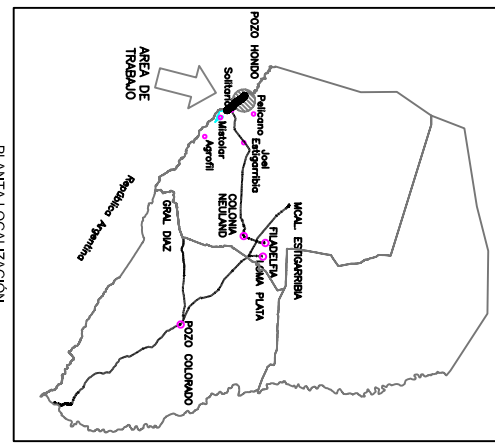 POZO HONDO
Pelicano
Solitario
Joel
Estigarribia
Mistolar
Agrofil
AREA DE
TRABAJO
COLONIA
NEULAND
MCAL. ESTIGARRIBIA
FILADELFIA
LOMA PLATA
GRAL DIAZ
POZO COLORADO
República Argentina
PLANTA LOCALIZACIÓN